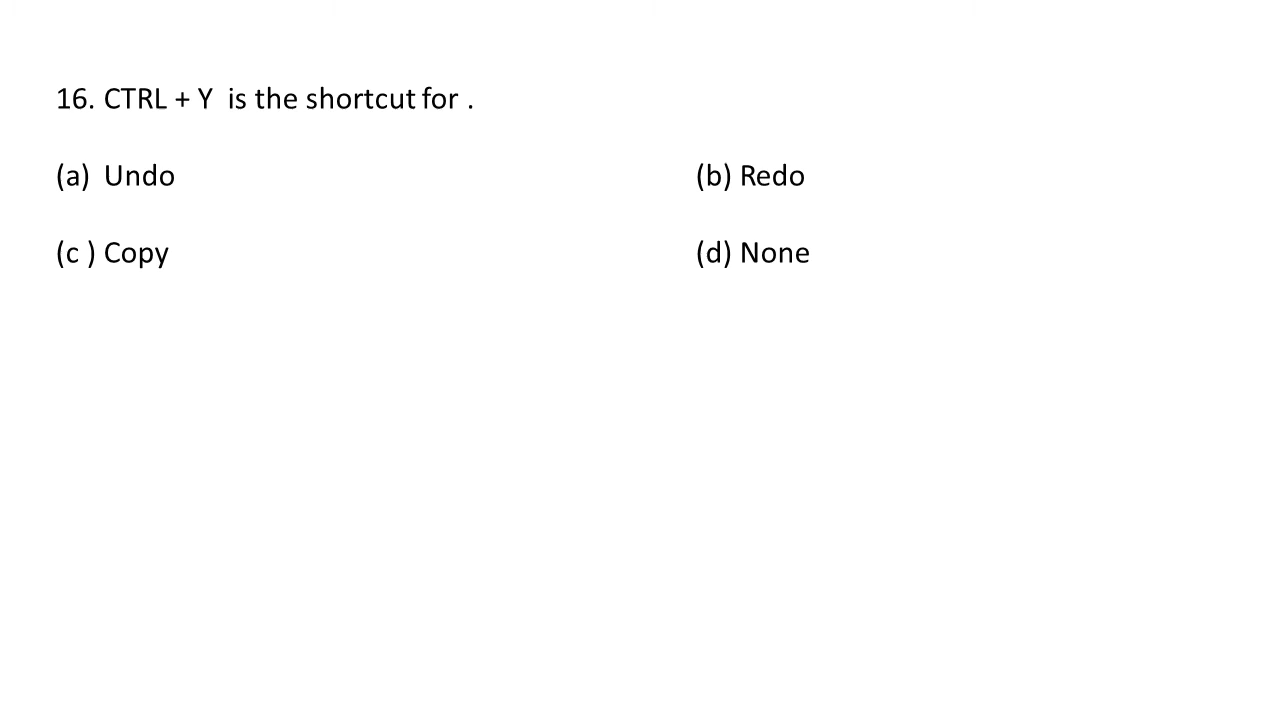 16. CTRL + Y is the shortcut for .
(a) Undo (b) Redo
(c ) Copy (d) None